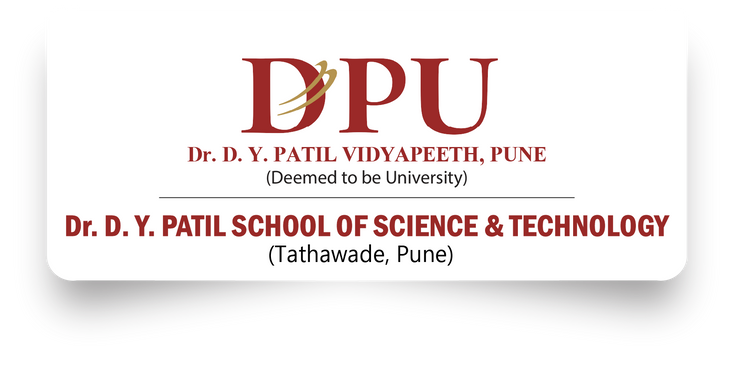 DPU
Dr. D. Y. PATIL VIDYAPEETH, PUNE
(Deemed to be University)
Dr. D. Y. PATIL SCHOOL OF SCIENCE & TECHNOLOGY
(Tathawade, Pune)